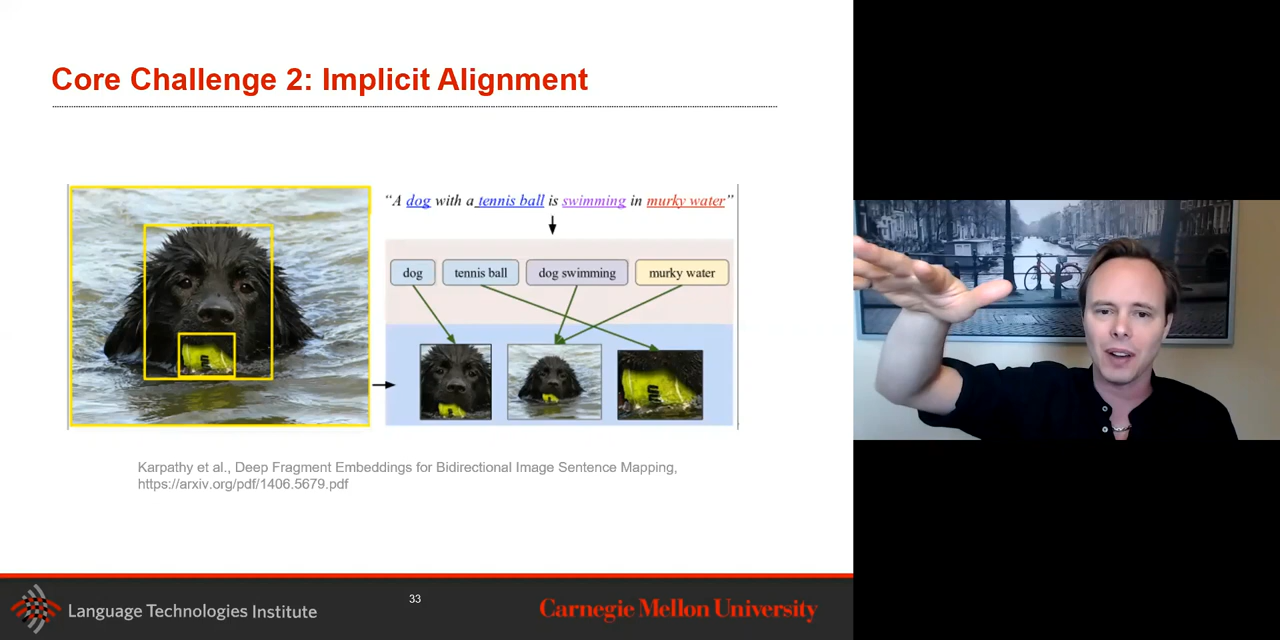 Core Challenge 2: Implicit Alignment
“A dog with a tennis ball is swimming in murky water”
dog
tennis ball
dog swimming
murky water
Karpathy et al., Deep Fragment Embeddings for Bidirectional Image Sentence Mapping,
https://arxiv.org/pdf/1406.5679.pdf
Language Technologies Institute
33
Carnegie Mellon University